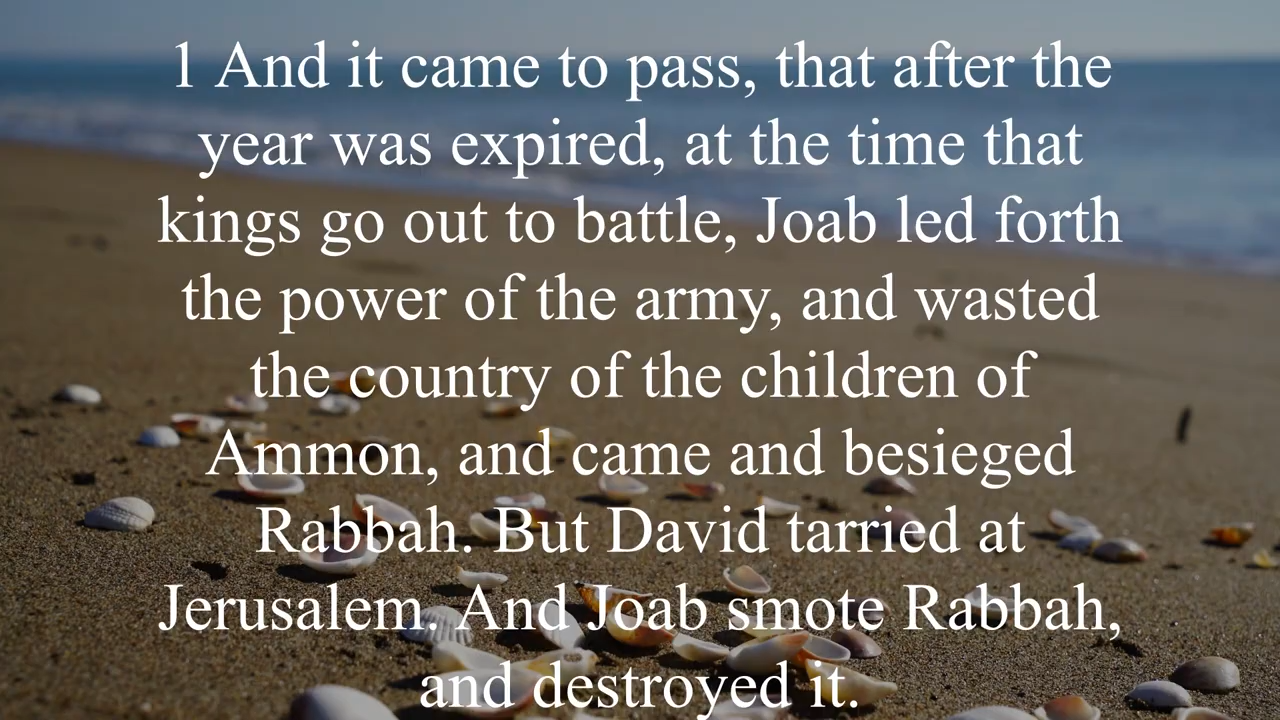 1 And it came to pass, that after the
year was expired, at the time that
kings go out to battle, Joab led forth
the power of the army, and wasted
the country of the children of
Ammon, and came and besieged
Rabbah. But David tarried at
Jerusalem. And Joab smote Rabbah,
and destroyed it.